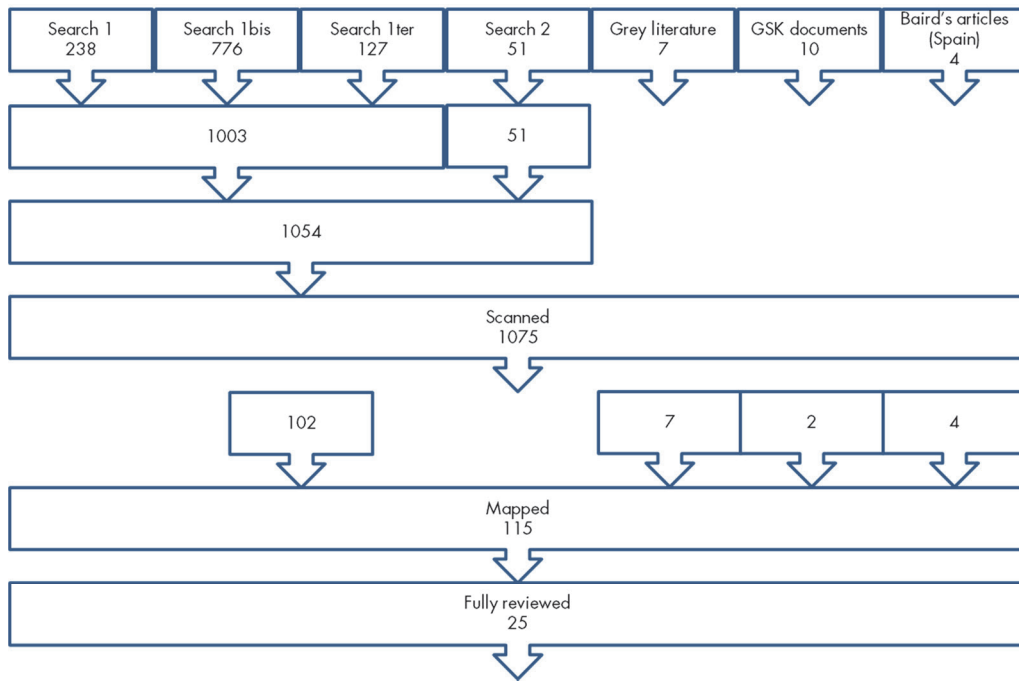 Search 1
238
Search 1bis
776
Search 1ter
127
Search 2
51
Grey literature
7
GSK documents
10
Baird's articles
(Spain)
4
1003
51
1054
Scanned
1075
102
7
2
4
Mapped
115
Fully reviewed
25